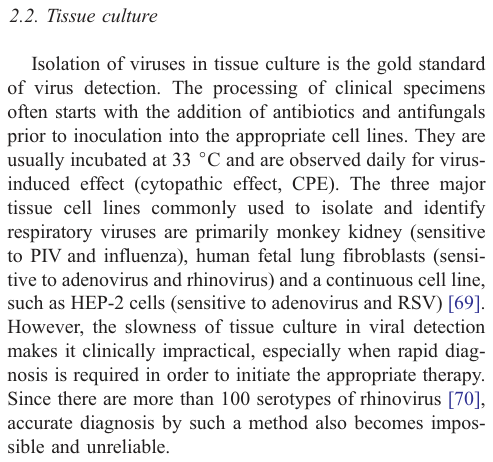 2.2. Tissue culture
Isolation of viruses in tissue culture is the gold standard
of virus detection. The processing of clinical specimens
often starts with the addition of antibiotics and antifungals
prior to inoculation into the appropriate cell lines. They are
usually incubated at 33 °C and are observed daily for virus-
induced effect (cytopathic effect, CPE). The three major
tissue cell lines commonly used to isolate and identify
respiratory viruses are primarily monkey kidney (sensitive
to PIV and influenza), human fetal lung fibroblasts (sensi-
tive to adenovirus and rhinovirus) and a continuous cell line,
such as HEP-2 cells (sensitive to adenovirus and RSV) [69].
However, the slowness of tissue culture in viral detection
makes it clinically impractical, especially when rapid diag-
nosis is required in order to initiate the appropriate therapy.
Since there are more than 100 serotypes of rhinovirus [70],
accurate diagnosis by such a method also becomes impos-
sible and unreliable.